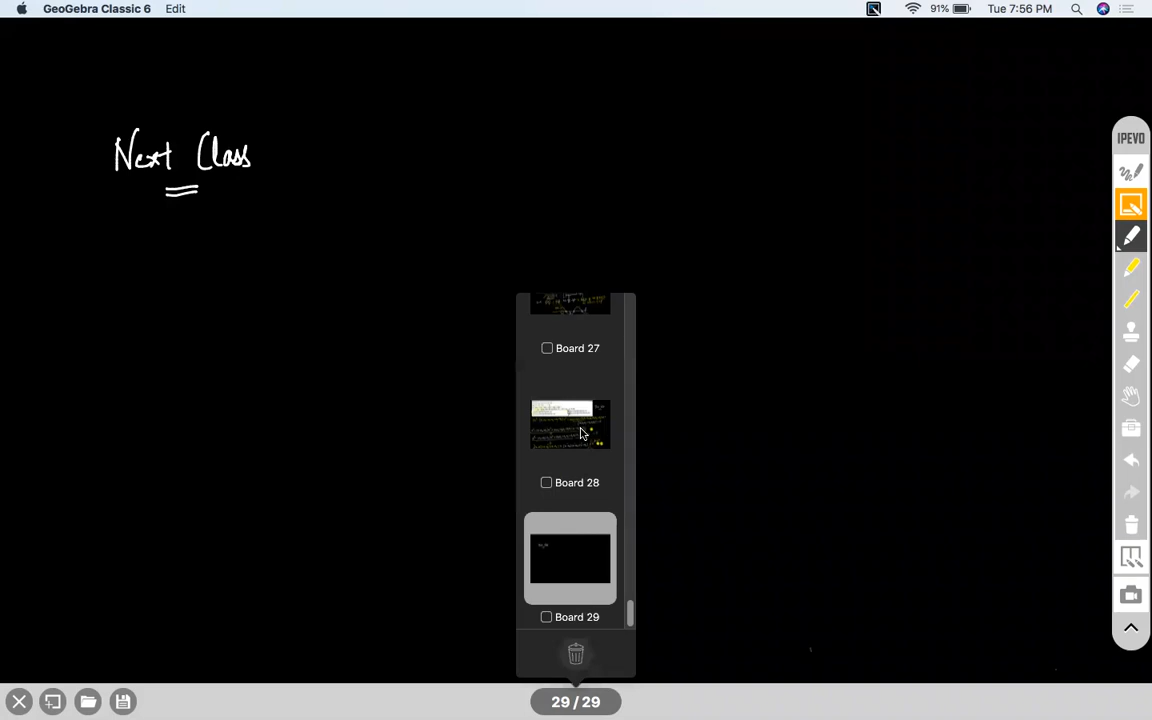 GeoGebra Classic 6 Edit 91% Tue 7:56 PM
Next Class
IPEVO
Board 27
Board 28
Board 29
29 / 29